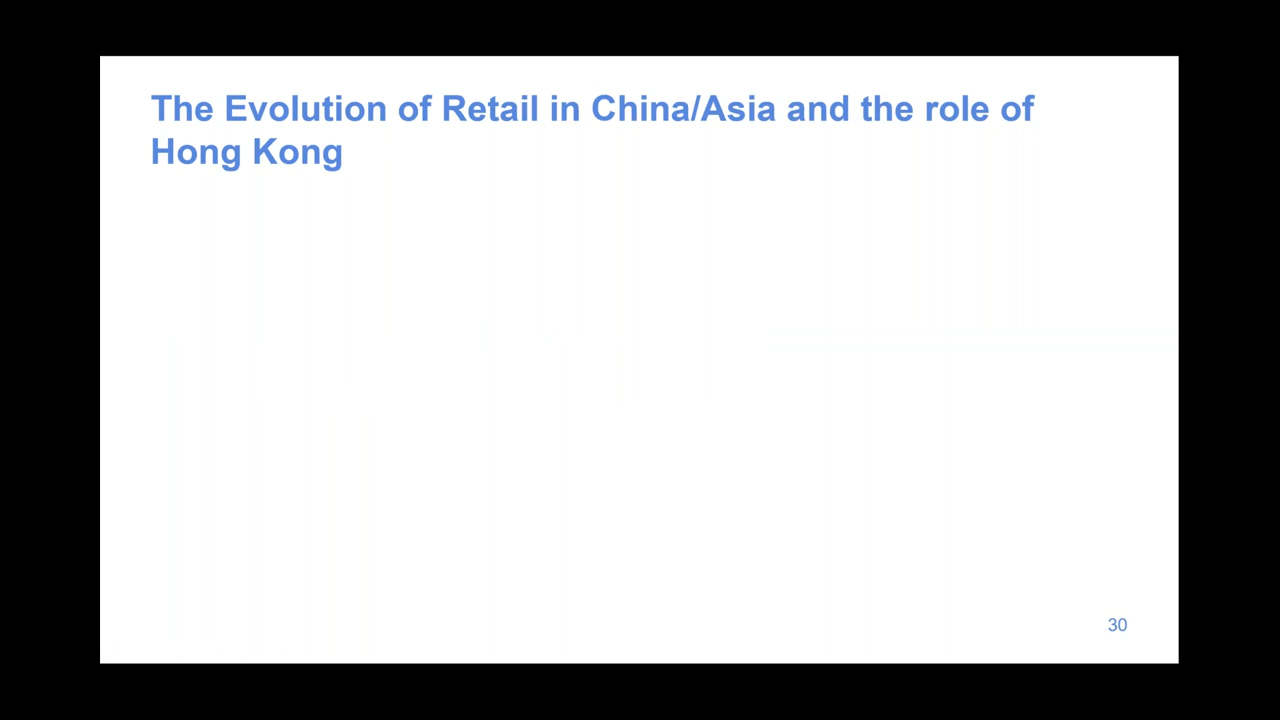 The Evolution of Retail in China/Asia and the role of
Hong Kong
30